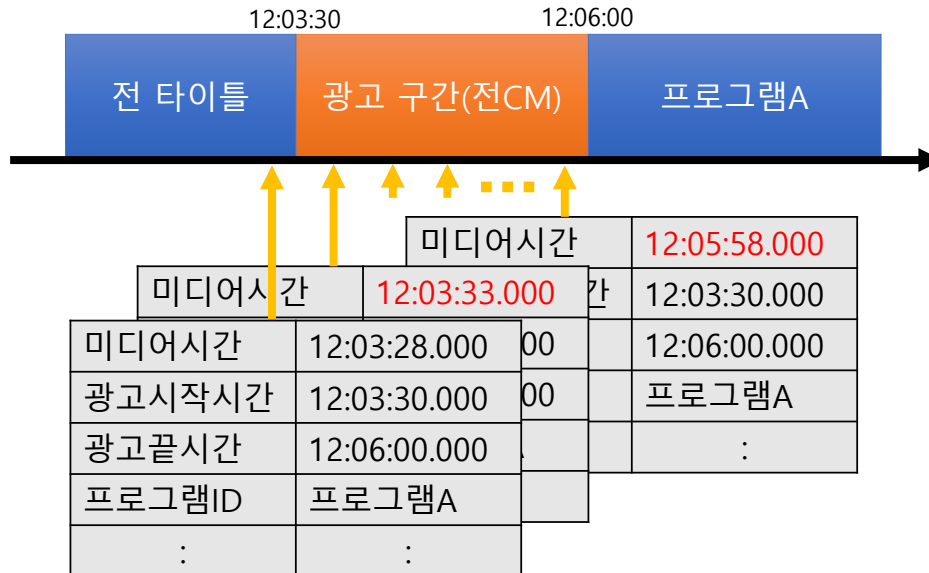 12:03:30 12:06:00
전 타이틀 광고 구간(전CM) 프로그램A
미디어시간 12:05:58.000
간 12:03:30.000
12:06:00.000
프로그램A
:
미디어시간 12:03:33.000
00
00
미디어시간 12:03:28.000
광고시작시간 12:03:30.000
광고끝시간 12:06:00.000
프로그램ID 프로그램A
: :